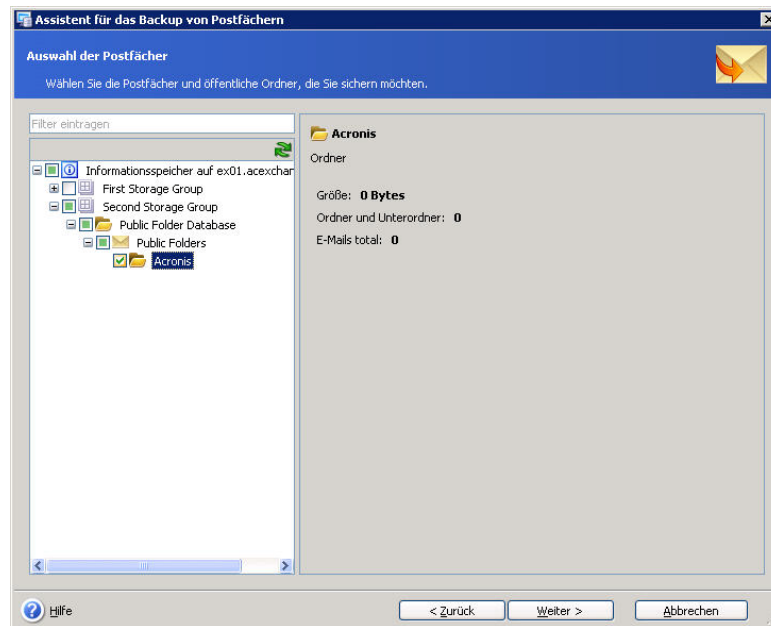 Assistent für das Backup von Postfächern
Auswahl der Postfächer
Wählen Sie die Postfächer und öffentliche Ordner, die Sie sichern möchten.
Filter eintragen
Informationsspeicher auf ex01.acexchar
First Storage Group
Second Storage Group
Public Folder Database
Public Folders
Acronis
Acronis
Ordner
Größe: 0 Bytes
Ordner und Unterordner: 0
E-Mails total: 0
Hilfe
< Zurück
Weiter >
Abbrechen